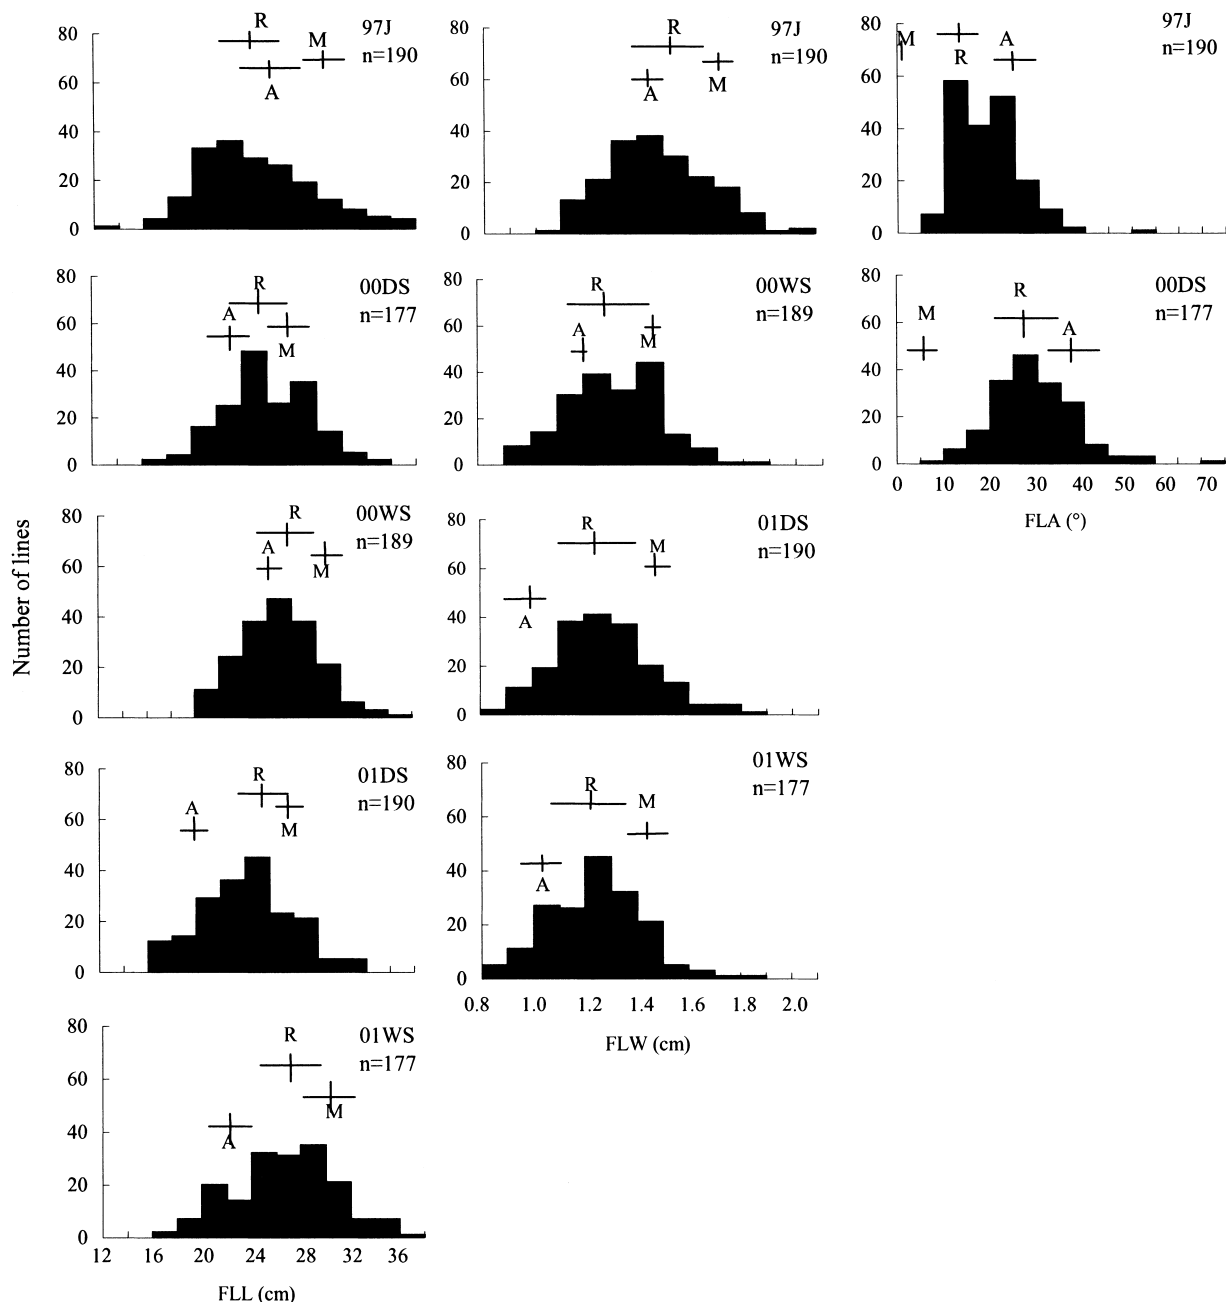 80
60
40
20
0
R
M
A
97J
n=190
80
60
40
20
0
R
A
M
97J
n=190
80
60
40
20
0
M
R
A
97J
n=190
80
60
40
20
0
R
A
M
00DS
n=177
80
60
40
20
0
R
A
M
00WS
n=189
80
60
40
20
0
M
R
A
00DS
n=177
0 10 20 30 40 50 60 70
FLA (°)
Number of lines
80
60
40
20
0
R
A
M
00WS
n=189
80
60
40
20
0
R
M
A
01DS
n=190
80
60
40
20
0
R
A
M
01DS
n=190
80
60
40
20
0
R
M
A
01WS
n=177
0.8 1.0 1.2 1.4 1.6 1.8 2.0
FLW (cm)
80
60
40
20
0
R
M
A
01WS
n=177
12 16 20 24 28 32 36
FLL (cm)